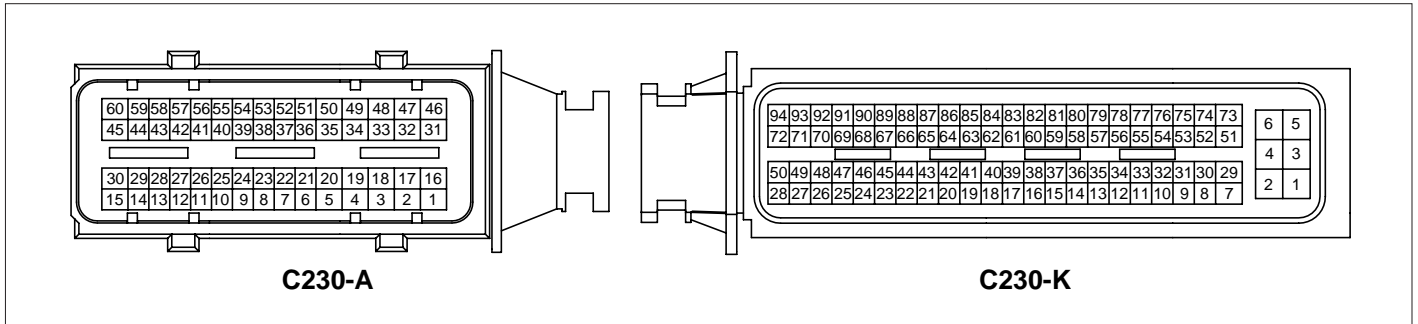 60 59 58 57 56 55 54 53 52 51 50 49 48 47 46
45 44 43 42 41 40 39 38 37 36 35 34 33 32 31
30 29 28 27 26 25 24 23 22 21 20 19 18 17 16
15 14 13 12 11 10 9 8 7 6 5 4 3 2 1
C230-A
94 93 92 91 90 89 88 87 86 85 84 83 82 81 80 79 78 77 76 75 74 73
72 71 70 69 68 67 66 65 64 63 62 61 60 59 58 57 56 55 54 53 52 51
50 49 48 47 46 45 44 43 42 41 40 39 38 37 36 35 34 33 32 31 30 29
28 27 26 25 24 23 22 21 20 19 18 17 16 15 14 13 12 11 10 9 8 7
6 5
4 3
2 1
C230-K